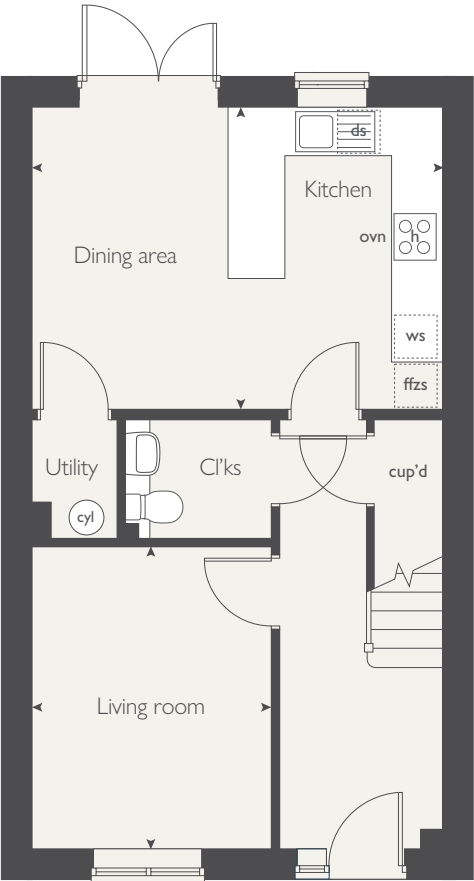 ds
Kitchen
ovn h
Dining area
ws
ffzs
Utility
Cl'ks
cup'd
cyl
Living room